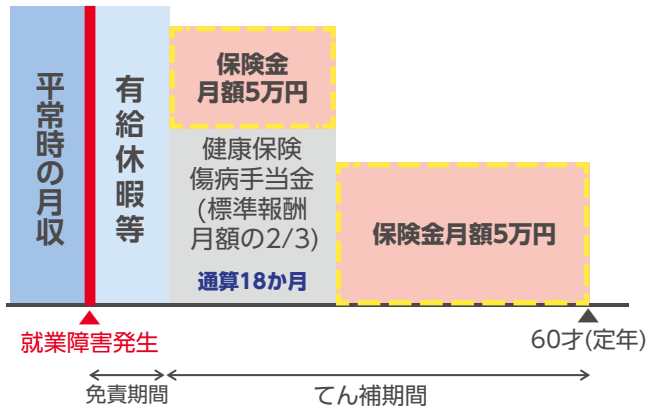 平常時の月収
有給休暇等
保険金
月額5万円
健康保険
傷病手当金
(標準報酬
月額の2/3)
通算18か月
保険金月額5万円
就業障害発生
60才(定年)
免責期間
てん補期間